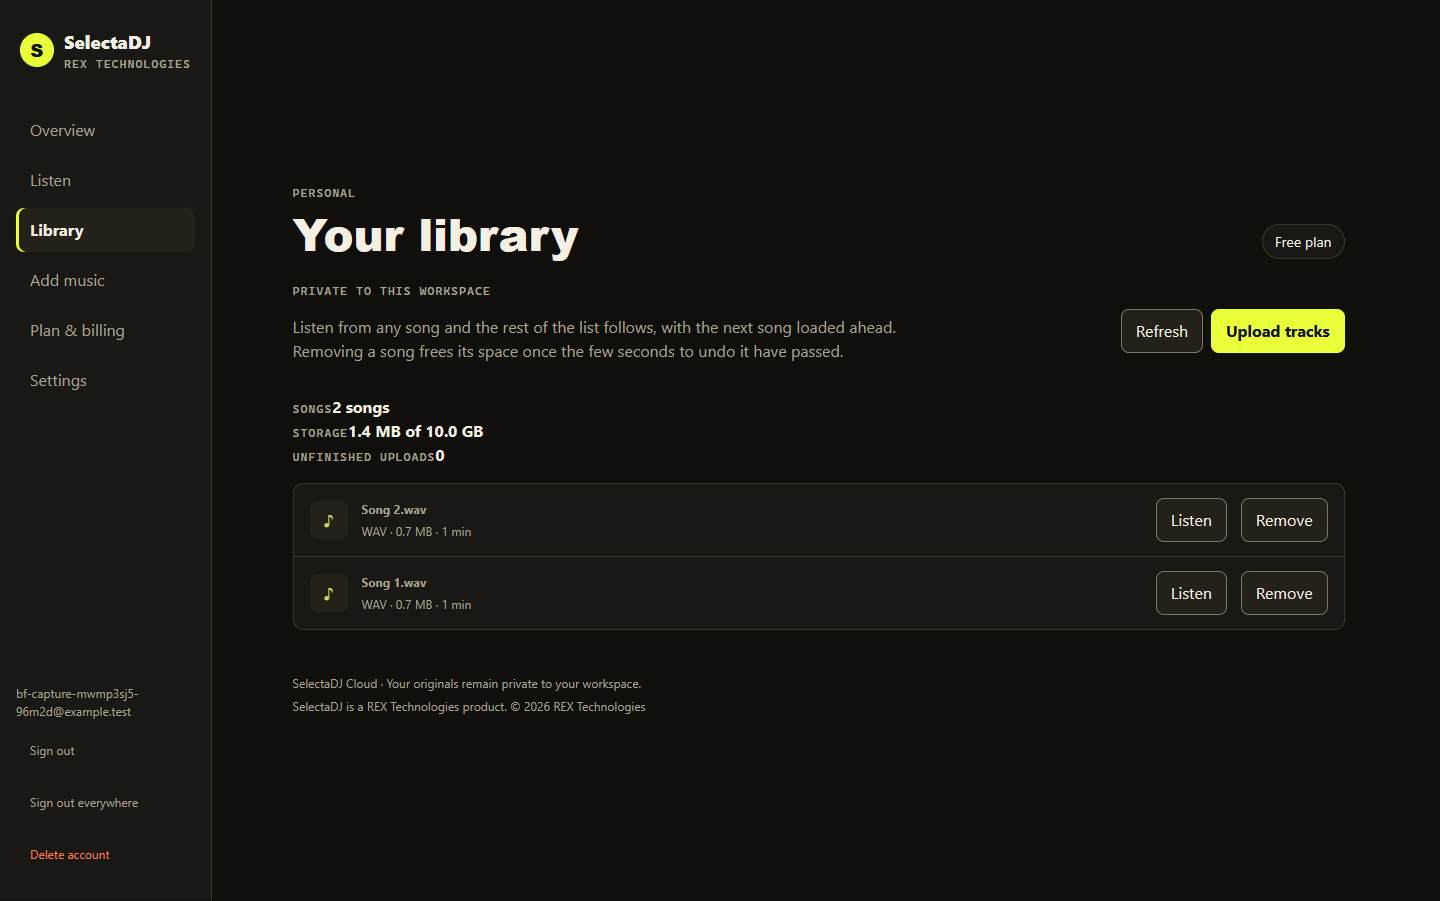 S
SelectaDJ
REX TECHNOLOGIES
Overview
Listen
Library
Add music
Plan & billing
Settings
bf-capture-mwmp3sj5-
96m2d@example.test
Sign out
Sign out everywhere
Delete account
PERSONAL
Your library
Free plan
PRIVATE TO THIS WORKSPACE
Listen from any song and the rest of the list follows, with the next song loaded ahead.
Removing a song frees its space once the few seconds to undo it have passed.
Refresh
Upload tracks
SONGS2 songs
STORAGE1.4 MB of 10.0 GB
UNFINISHED UPLOADS0
Song 2.wav
WAV · 0.7 MB · 1 min
Listen
Remove
Song 1.wav
WAV · 0.7 MB · 1 min
Listen
Remove
SelectaDJ Cloud · Your originals remain private to your workspace.
SelectaDJ is a REX Technologies product. © 2026 REX Technologies